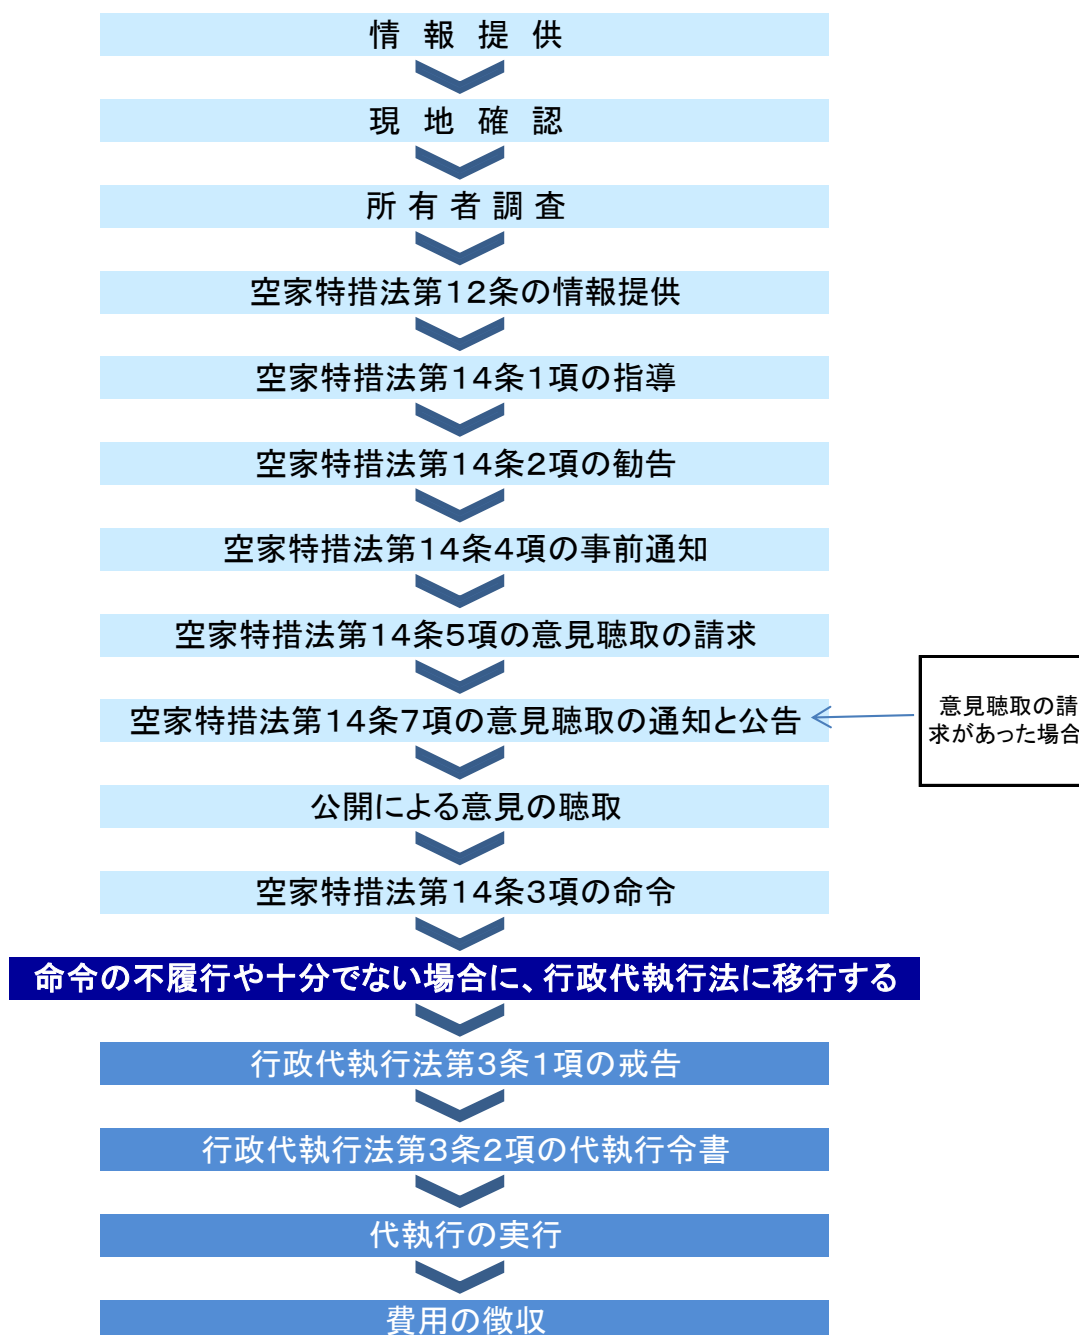 情報提供
現地確認
所有者調査
空家特措法第12条の情報提供
空家特措法第14条1項の指導
空家特措法第14条2項の勧告
空家特措法第14条4項の事前通知
空家特措法第14条5項の意見聴取の請求
空家特措法第14条7項の意見聴取の通知と公告
意見聴取の請
求があった場合
公開による意見の聴取
空家特措法第14条3項の命令
命令の不履行や十分でない場合に、行政代執行法に移行する
行政代執行法第3条1項の戒告
行政代執行法第3条2項の代執行令書
代執行の実行
費用の徴収